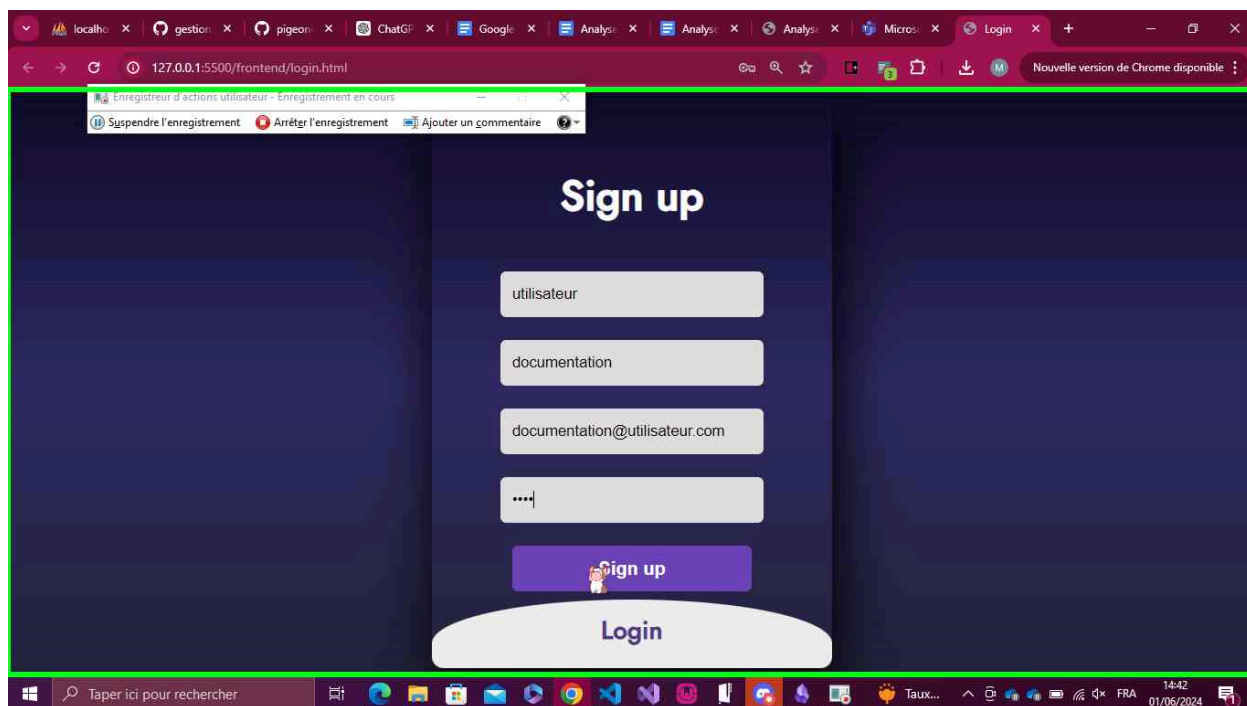 localho gestion pigeon ChatGP Google Analyse Analyse Analyse Micros Login
127.0.0.1:5500/frontend/login.html Nouvelle version de Chrome disponible
Enregistreur d'actions utilisateur - Enregistrement en cours
Suspendre l'enregistrement Arrêter l'enregistrement Ajouter un commentaire
Sign up
utilisateur
documentation
documentation@utilisateur.com
••••
Sign up
Login
Taper ici pour rechercher Taux... FRA 14:42
01/06/2024